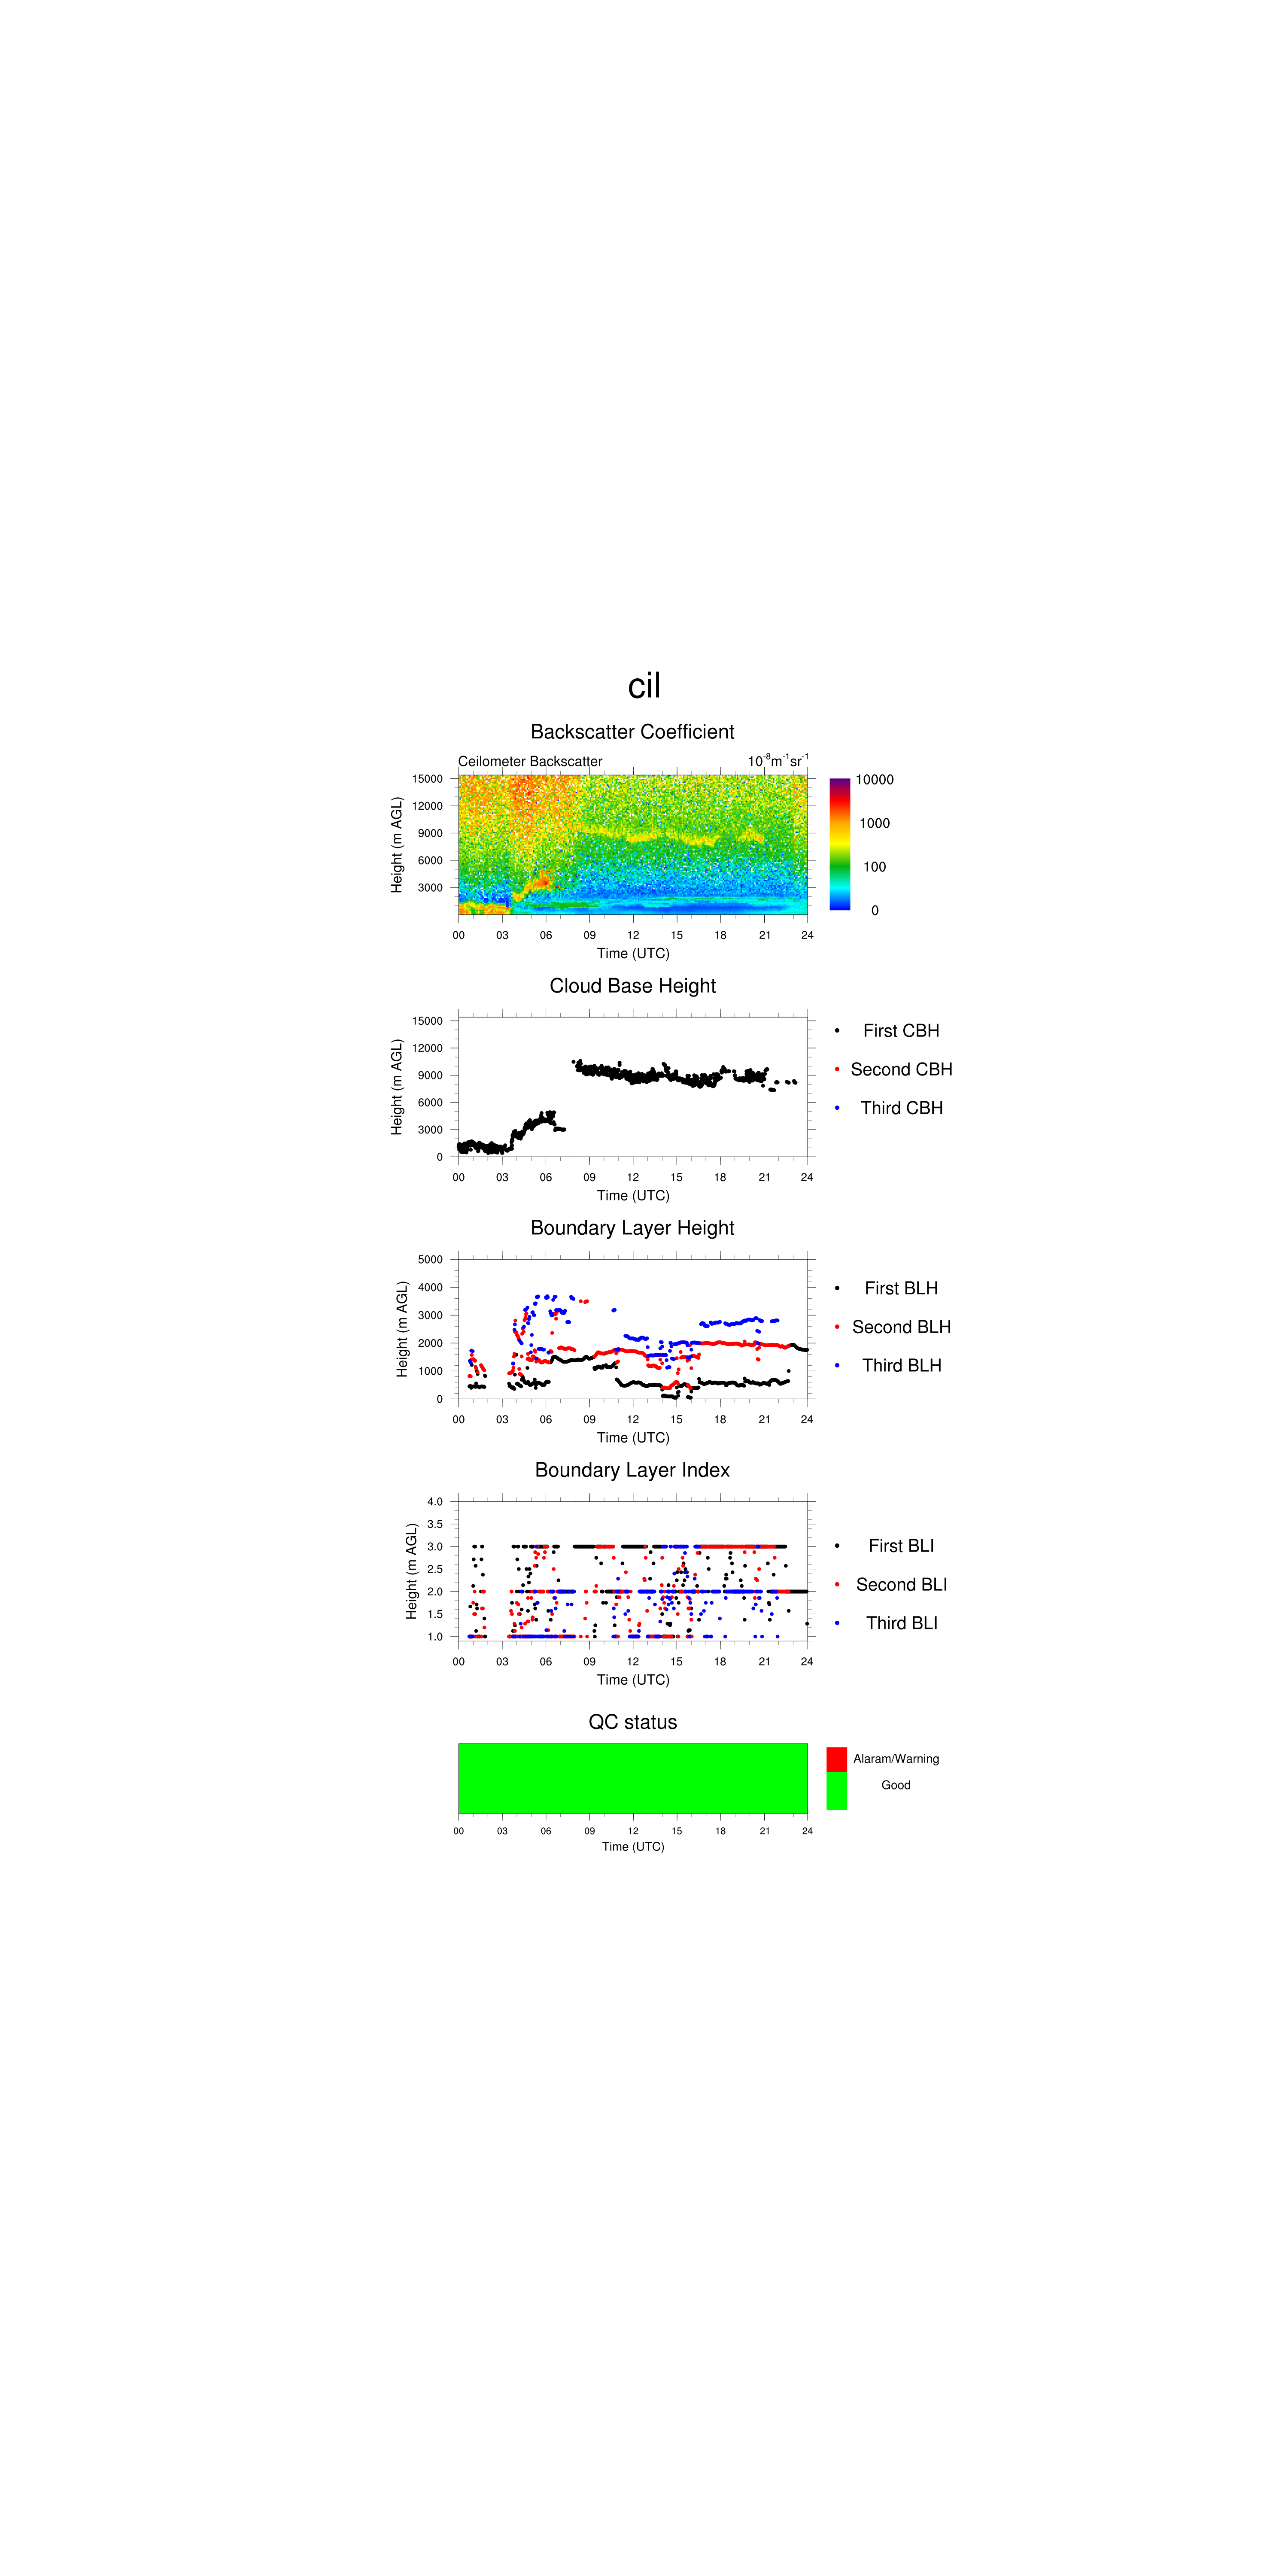 cil
Backscatter Coefficient
Ceilometer Backscatter 10-8m-1sr-1
15000
12000
9000
6000
3000
Height (m AGL)
00 03 06 09 12 15 18 21 24
Time (UTC)
10000
1000
100
0
Cloud Base Height
15000
12000
9000
6000
3000
0
Height (m AGL)
00 03 06 09 12 15 18 21 24
Time (UTC)
First CBH
Second CBH
Third CBH
Boundary Layer Height
5000
4000
3000
2000
1000
0
Height (m AGL)
00 03 06 09 12 15 18 21 24
Time (UTC)
First BLH
Second BLH
Third BLH
Boundary Layer Index
4.0
3.5
3.0
2.5
2.0
1.5
1.0
Height (m AGL)
00 03 06 09 12 15 18 21 24
Time (UTC)
First BLI
Second BLI
Third BLI
QC status
00 03 06 09 12 15 18 21 24
Time (UTC)
Alaram/Warning
Good